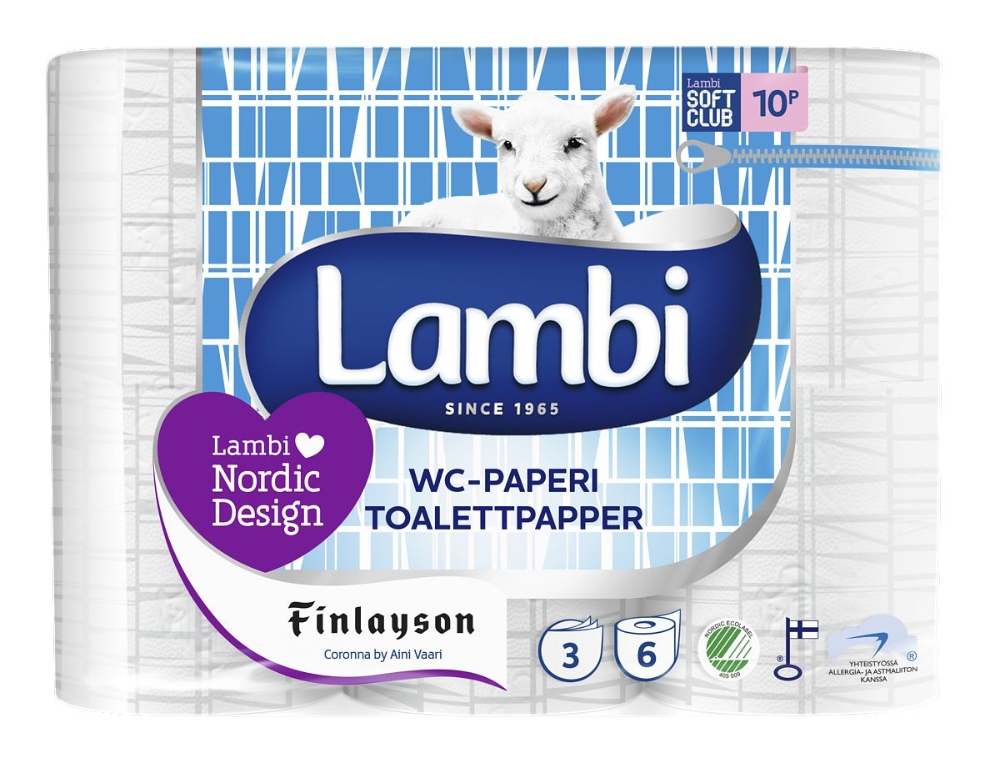 Lambi
SOFT
CLUB
10P
Lambi
SINCE 1965
Lambi
Nordic
Design
WC-PAPERI
TOALETTPAPPER
Finlayson
Coronna by Aini Vaari
3
6
NORDIC ECOLABEL
®
®
YHTEISTYÖSSÄ
ALLERGIA- JA ASTMALIITON
KANSSA